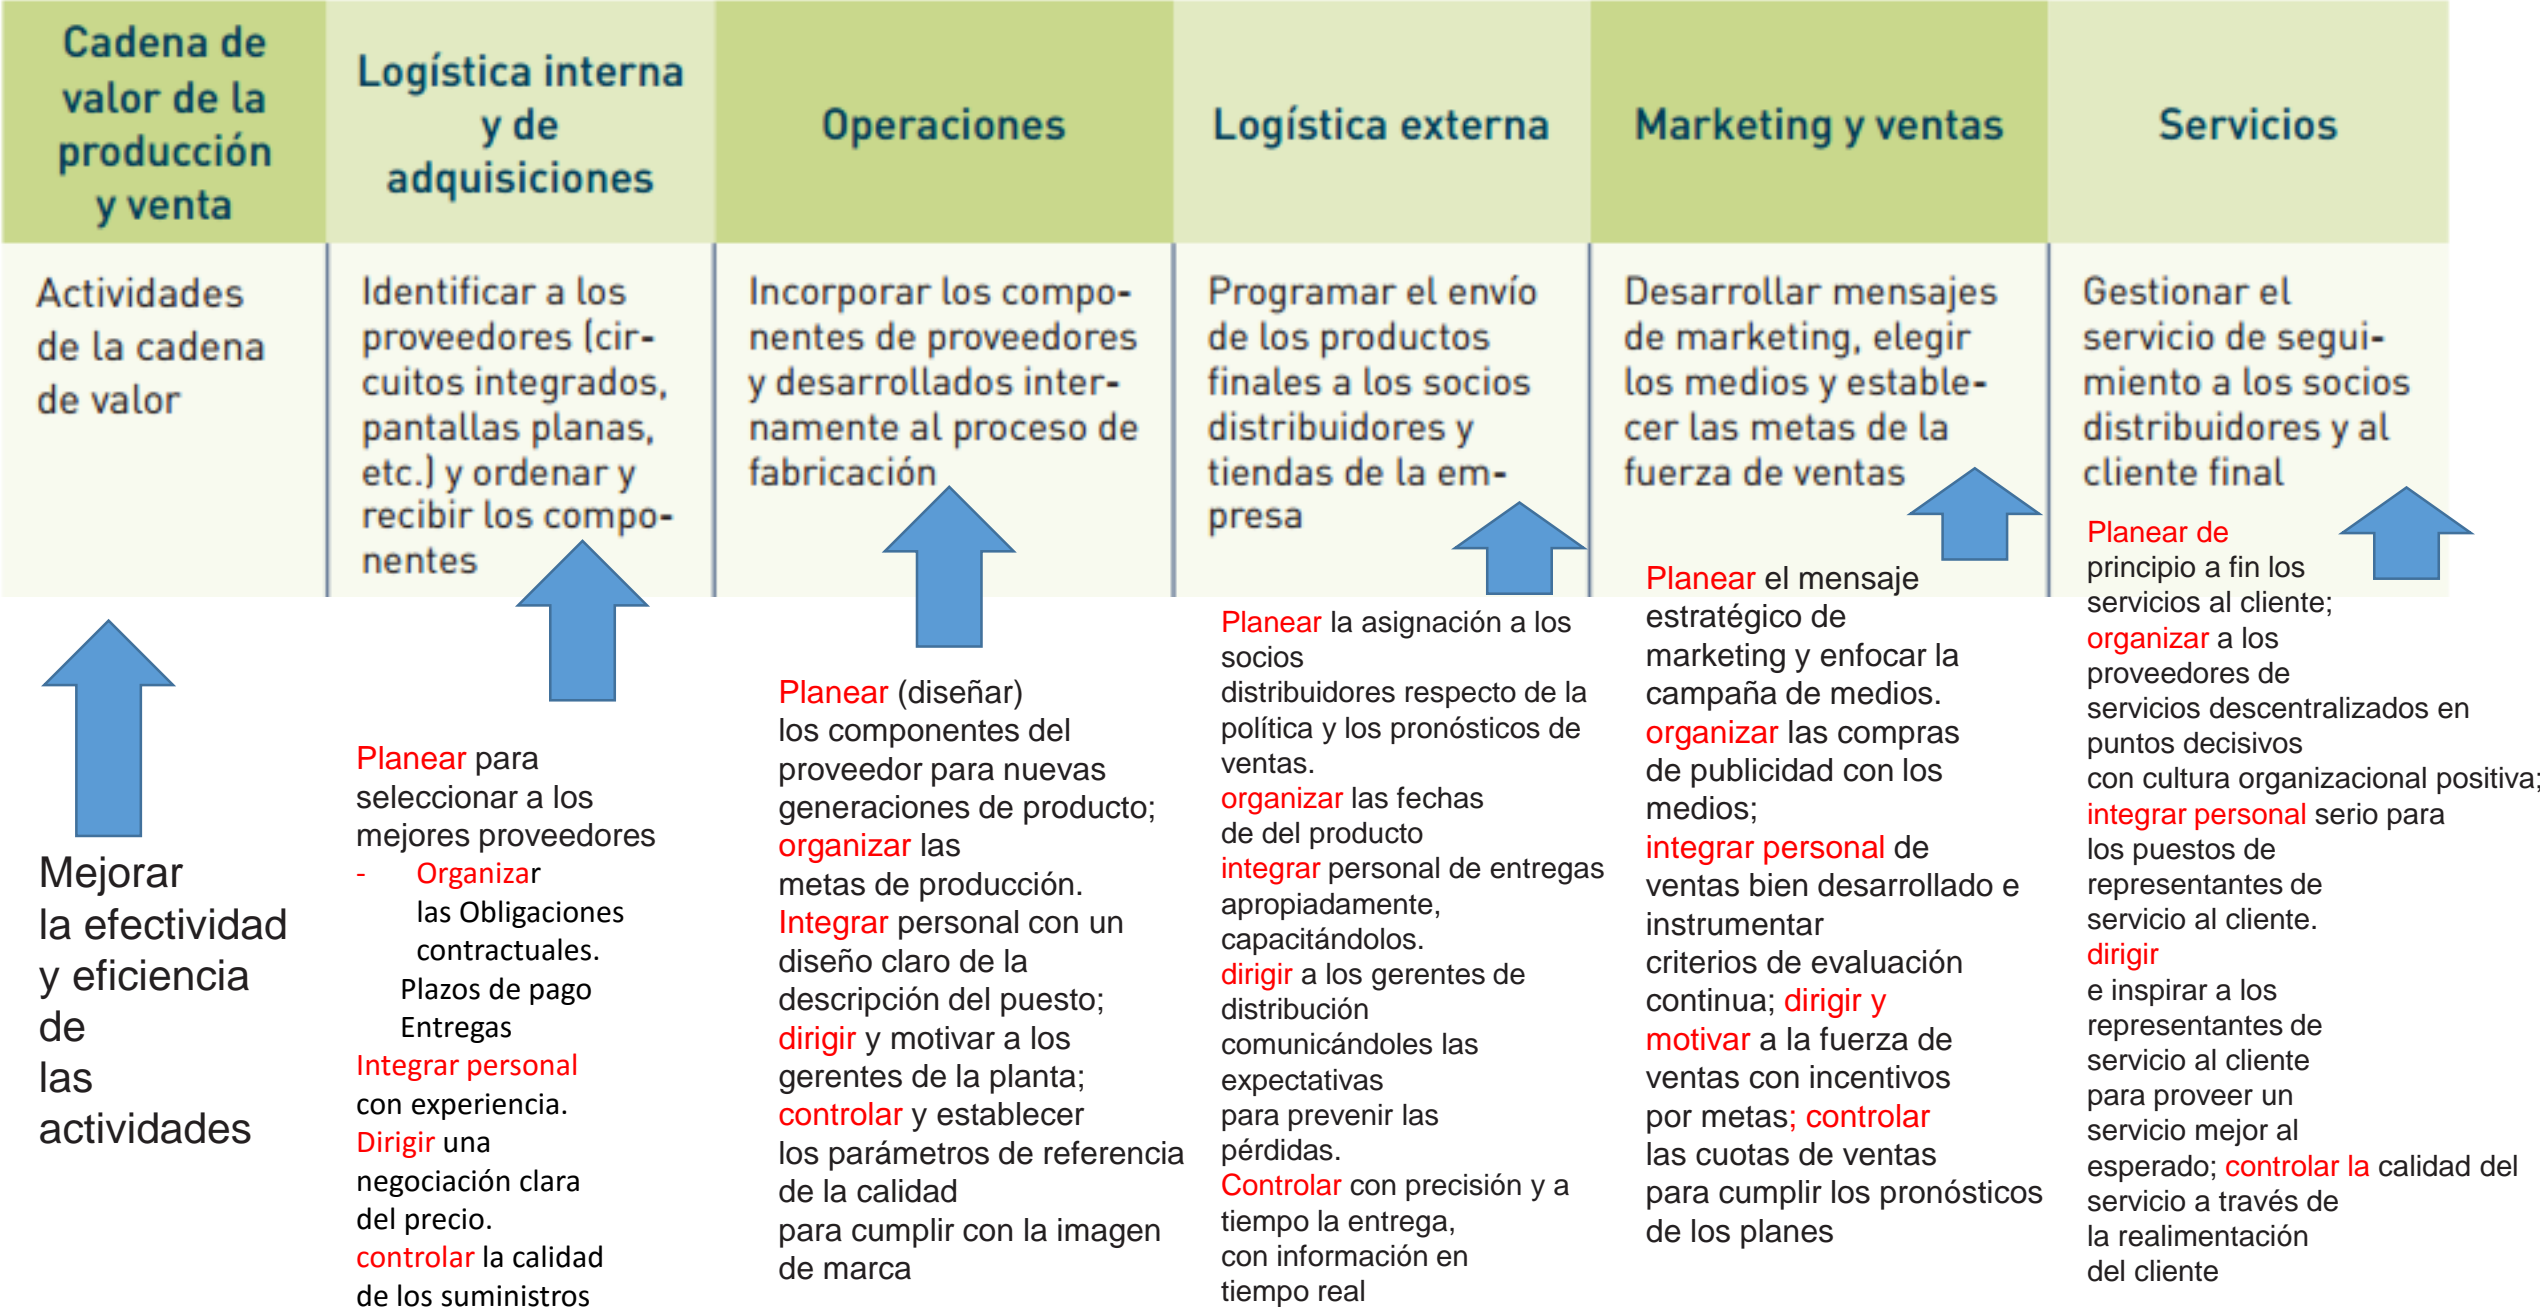 Cadena de
valor de la
producción
y venta
Logística interna
y de
adquisiciones
Operaciones
Logística externa
Marketing y ventas
Servicios
Actividades
de la cadena
de valor
Identificar a los
proveedores (cir-
cuitos integrados,
pantallas planas,
etc.) y ordenar y
recibir los compo-
nentes
Incorporar los compo-
nentes de proveedores
y desarrollados inter-
namente al proceso de
fabricación
Programar el envío
de los productos
finales a los socios
distribuidores y
tiendas de la em-
presa
Desarrollar mensajes
de marketing, elegir
los medios y estable-
cer las metas de la
fuerza de ventas
Gestionar el
servicio de segui-
miento a los socios
distribuidores y al
cliente final
Mejorar
la efectividad
y eficiencia
de
las
actividades
Planear para
seleccionar a los
mejores proveedores
- Organizar
las Obligaciones
contractuales.
Plazos de pago
Entregas
Integrar personal
con experiencia.
Dirigir una
negociación clara
del precio.
controlar la calidad
de los suministros
Planear (diseñar)
los componentes del
proveedor para nuevas
generaciones de producto;
organizar las
metas de producción.
Integrar personal con un
diseño claro de la
descripción del puesto;
dirigir y motivar a los
gerentes de la planta;
controlar y establecer
los parámetros de referencia
de la calidad
para cumplir con la imagen
de marca
Planear la asignación a los
socios
distribuidores respecto de la
política y los pronósticos de
ventas.
organizar las fechas
de del producto
integrar personal de entregas
apropiadamente,
capacitándolos.
dirigir a los gerentes de
distribución
comunicándoles las
expectativas
para prevenir las
pérdidas.
Controlar con precisión y a
tiempo la entrega,
con información en
tiempo real
Planear el mensaje
estratégico de
marketing y enfocar la
campaña de medios.
organizar las compras
de publicidad con los
medios;
integrar personal de
ventas bien desarrollado e
instrumentar
criterios de evaluación
continua; dirigir y
motivar a la fuerza de
ventas con incentivos
por metas; controlar
las cuotas de ventas
para cumplir los pronósticos
de los planes
Planear de
principio a fin los
servicios al cliente;
organizar a los
proveedores de
servicios descentralizados en
puntos decisivos
con cultura organizacional positiva;
integrar personal serio para
los puestos de
representantes de
servicio al cliente.
dirigir
e inspirar a los
representantes de
servicio al cliente
para proveer un
servicio mejor al
esperado; controlar la calidad del
servicio a través de
la realimentación
del cliente